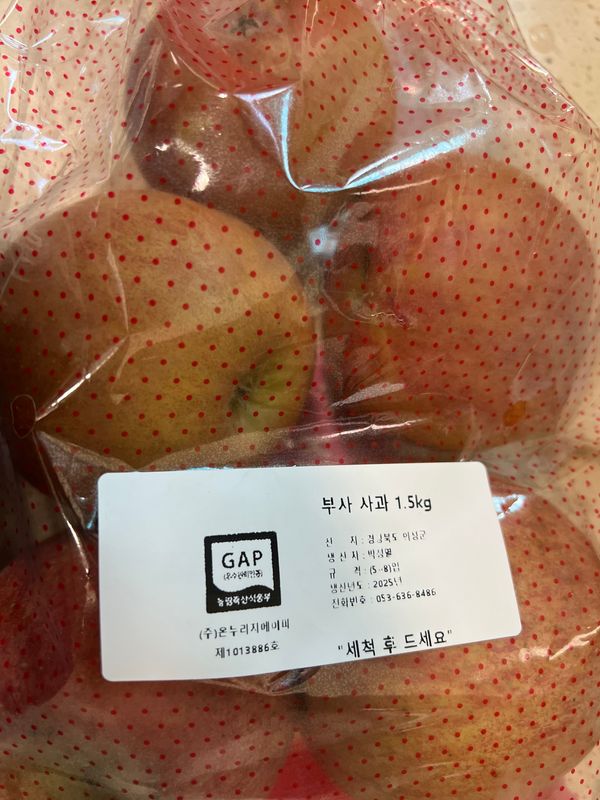 부사 사과 1.5kg
산 지 : 경상북도 의성군
생 산 자 : 박성열
규 격 : (5~8)입
생산년도 : 2025년
전화번호 : 053-636-8486
"세척 후 드세요"
GAP
(우수관리인증)
농림축산식품부
(주)온누리지에이피
제1013886호